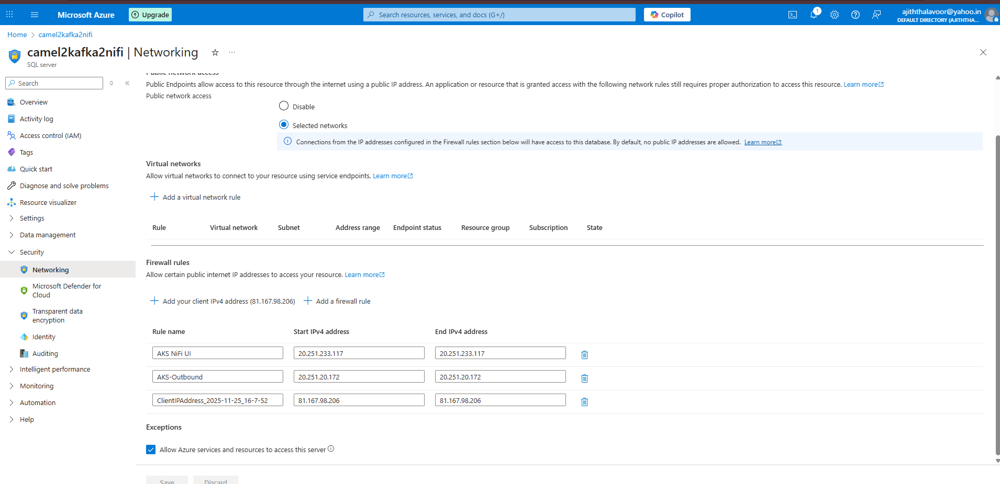 Microsoft Azure
Upgrade
Search resources, services, and docs (G+/)
Copilot
1
ajiththalavoor@yahoo.in
DEFAULT DIRECTORY (AJITHTHA...
Home > camel2kafka2nifi
camel2kafka2nifi | Networking
SQL server
Search
Overview
Activity log
Access control (IAM)
Tags
Quick start
Diagnose and solve problems
Resource visualizer
Settings
Data management
Security
Networking
Microsoft Defender for
Cloud
Transparent data
encryption
Identity
Auditing
Intelligent performance
Monitoring
Automation
Help
Public network access
Public Endpoints allow access to this resource through the internet using a public IP address. An application or resource that is granted access with the following network rules still requires proper authorization to access this resource. Learn more
Public network access
Disable
Selected networks
Connections from the IP addresses configured in the Firewall rules section below will have access to this database. By default, no public IP addresses are allowed. Learn more
Virtual networks
Allow virtual networks to connect to your resource using service endpoints. Learn more
Add a virtual network rule
Rule Virtual network Subnet Address range Endpoint status Resource group Subscription State
Firewall rules
Allow certain public internet IP addresses to access your resource. Learn more
Add your client IPv4 address (81.167.98.206) Add a firewall rule
Rule name Start IPv4 address End IPv4 address
AKS NiFi UI 20.251.233.117 20.251.233.117
AKS-Outbound 20.251.20.172 20.251.20.172
ClientIPAddress_2025-11-25_16-7-52 81.167.98.206 81.167.98.206
Exceptions
Allow Azure services and resources to access this server
Save Discard